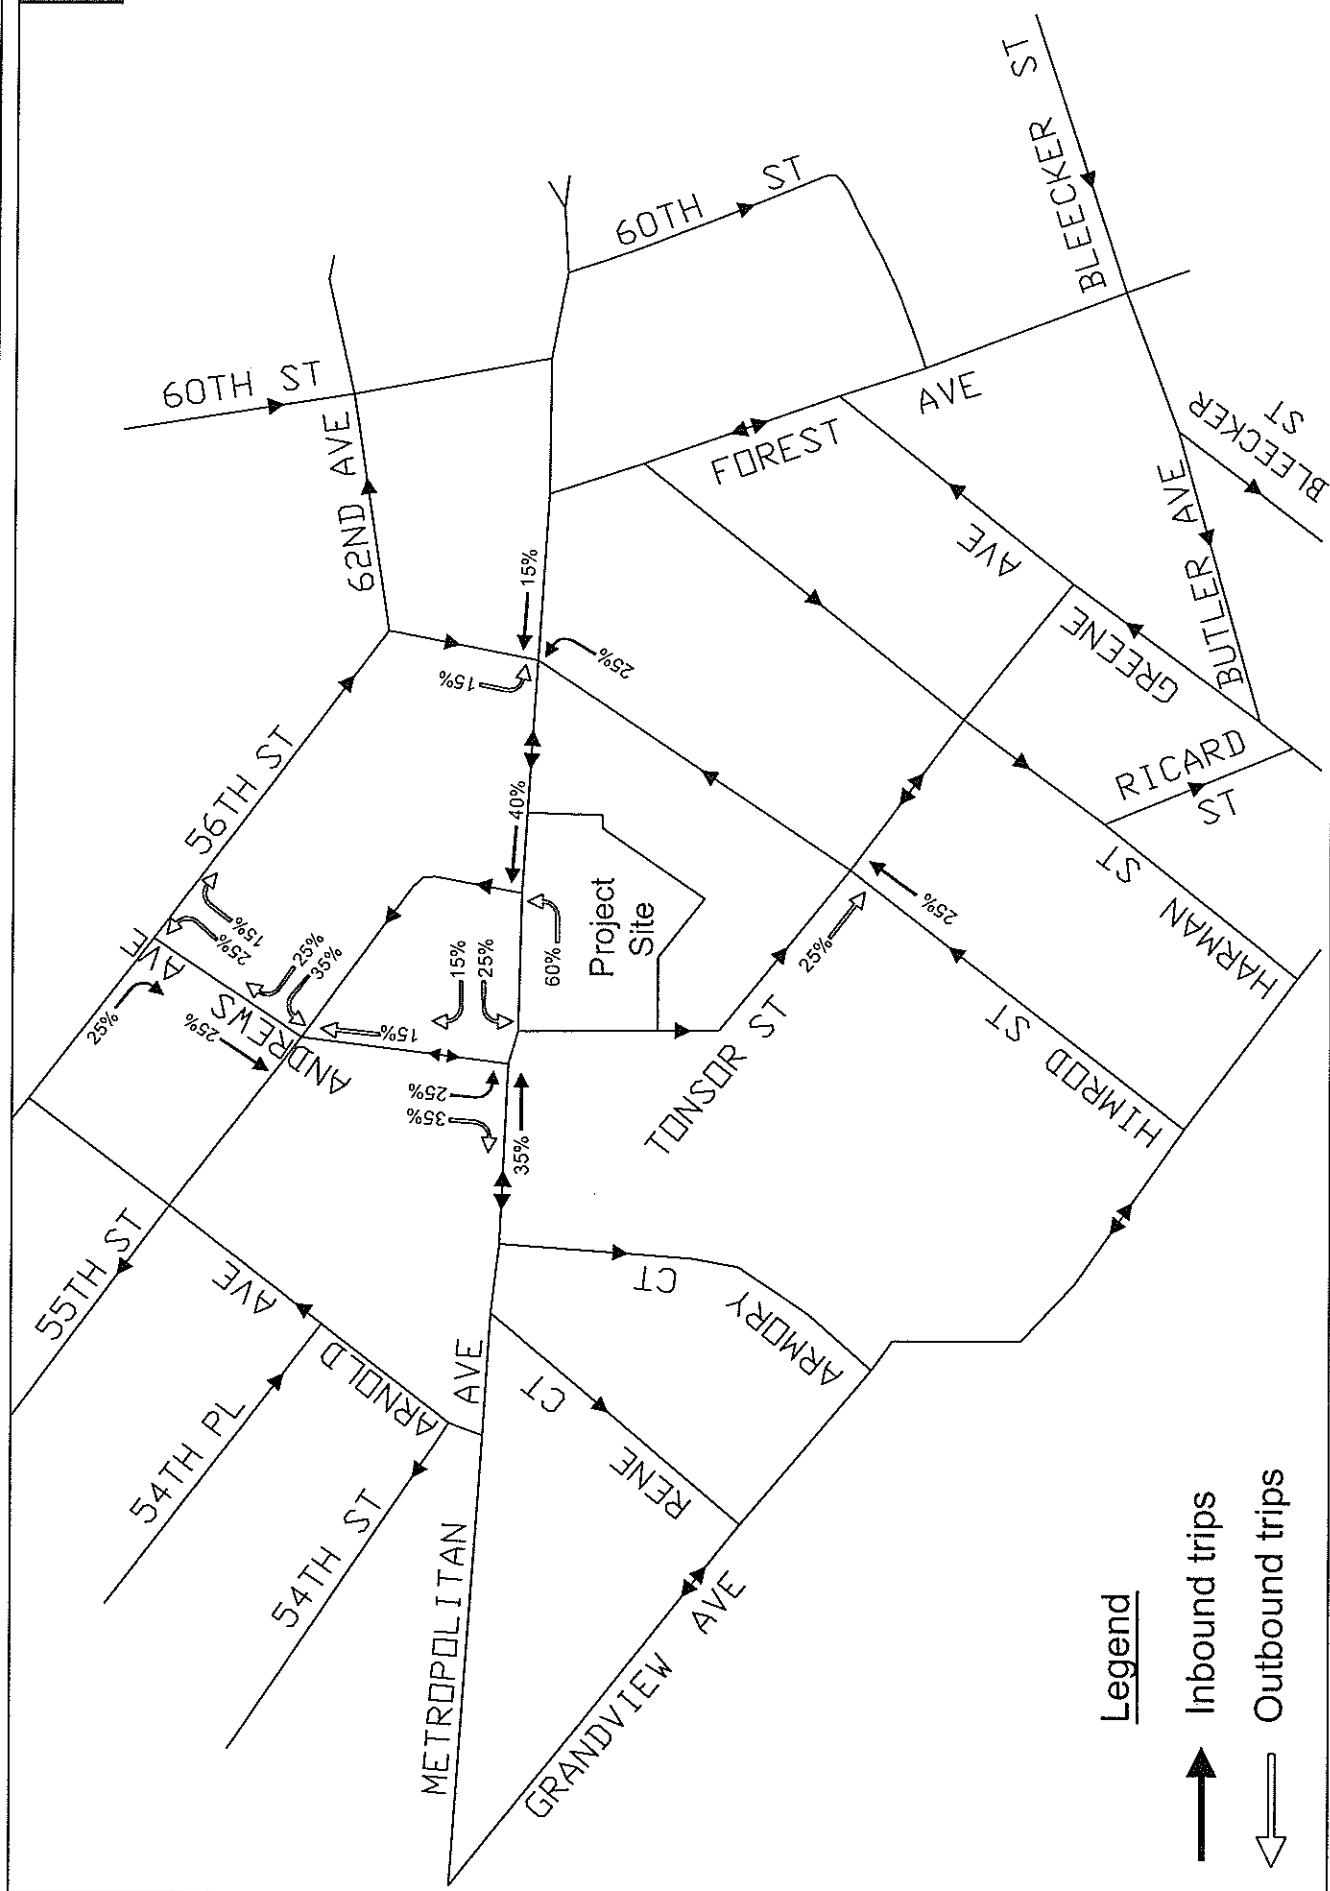 60TH ST
62ND AVE
56TH ST
ANDREWS AVE
55TH ST
54TH PL
54TH ST
ARNOLD AVE
METROPOLITAN AVE
GRANDVIEW AVE
RENE CT
ARMORY CT
TONSOR ST
HIMROD ST
HARMAN ST
RICARD ST
GREENE AVE
BUTLER AVE
BLEECKER ST
BLEECKER
ST
FOREST AVE
60TH ST
Project
Site
15%
25%
15%
40%
60%
15%
25%
25%
35%
35%
15%
25%
35%
25%
25%
25%
15%
25%
25%
Legend
Inbound trips
Outbound trips